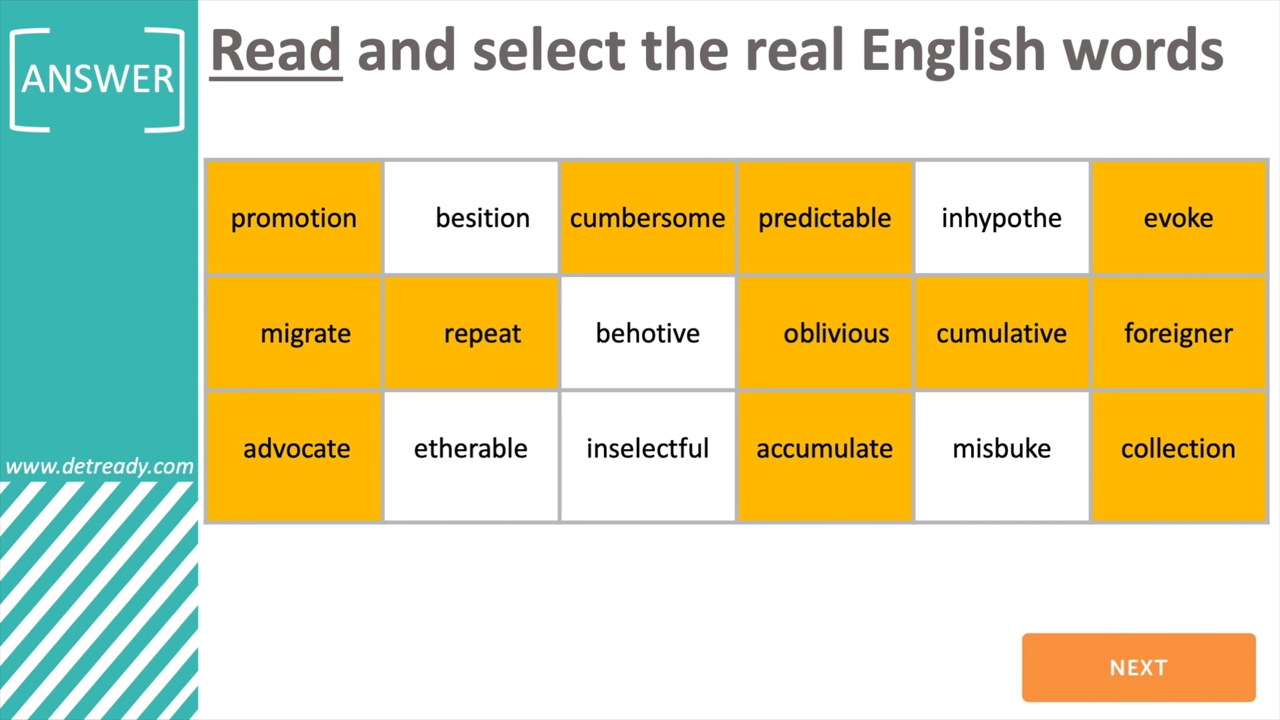 ANSWER
Read and select the real English words
promotion besition cumbersome predictable inhypothe evoke
migrate repeat behotive oblivious cumulative foreigner
advocate etherable inselectful accumulate misbuke collection
www.detready.com
NEXT